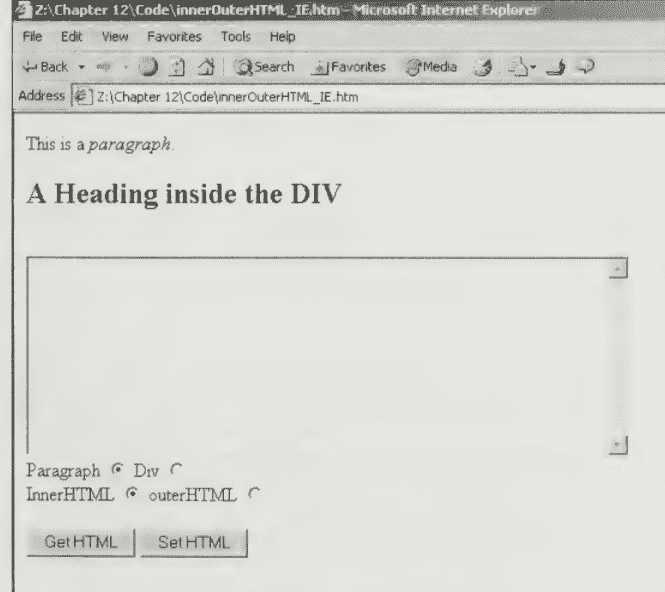 Z:\Chapter 12\Code\innerOuterHTML_IE.htm - Microsoft Internet Explorer
File Edit View Favorites Tools Help
Back Search Favorites Media
Address Z:\Chapter 12\Code\innerOuterHTML_IE.htm
This is a paragraph.
A Heading inside the DIV
Paragraph Div
InnerHTML outerHTML
Get HTML Set HTML